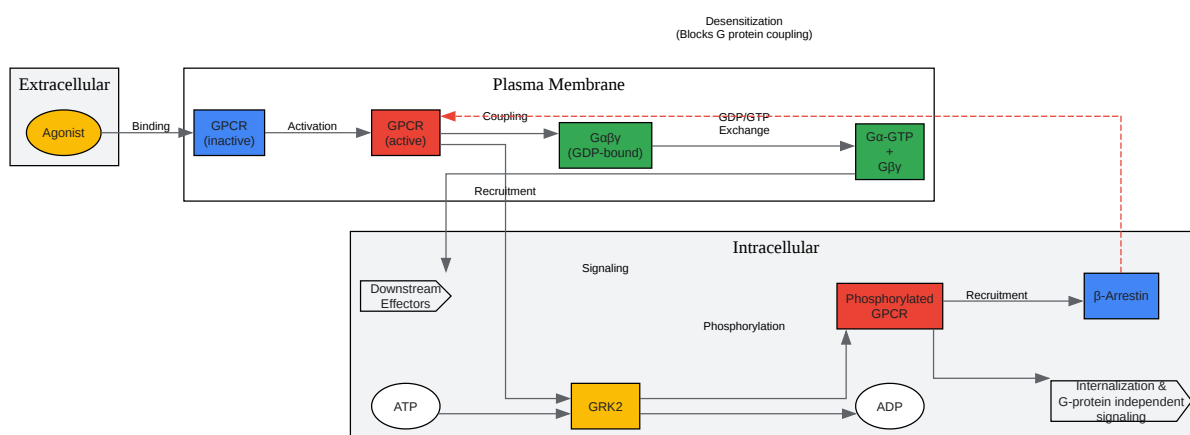 Desensitization
(Blocks G protein coupling)
Extracellular
Plasma Membrane
Agonist
Binding
GPCR
(inactive)
Activation
GPCR
(active)
Coupling
Gαβγ
(GDP-bound)
GDP/GTP
Exchange
Gα-GTP
+
Gβγ
Recruitment
Intracellular
Signaling
Downstream
Effectors
Phosphorylation
Phosphorylated
GPCR
Recruitment
β-Arrestin
ATP
GRK2
ADP
Internalization &
G-protein independent
signaling